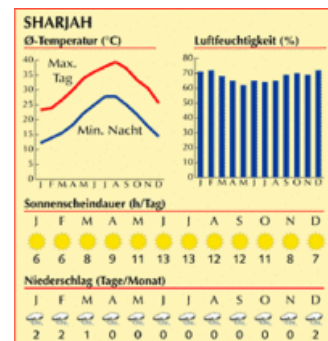 SHARJAH
Ø-Temperatur (°C)
Luftfeuchtigkeit (%)
40
35
30
25
20
15
10
5
0
Max.
Tag
Min. Nacht
J F M A M J J A S O N D
80
70
60
50
40
30
20
10
0
J F M A M J J A S O N D
Sonnenscheindauer (h/Tag)
J F M A M J J A S O N D
6 6 8 9 11 13 13 12 12 11 8 7
Niederschlag (Tage/Monat)
J F M A M J J A S O N D
2 2 1 0 0 0 0 0 0 0 0 2